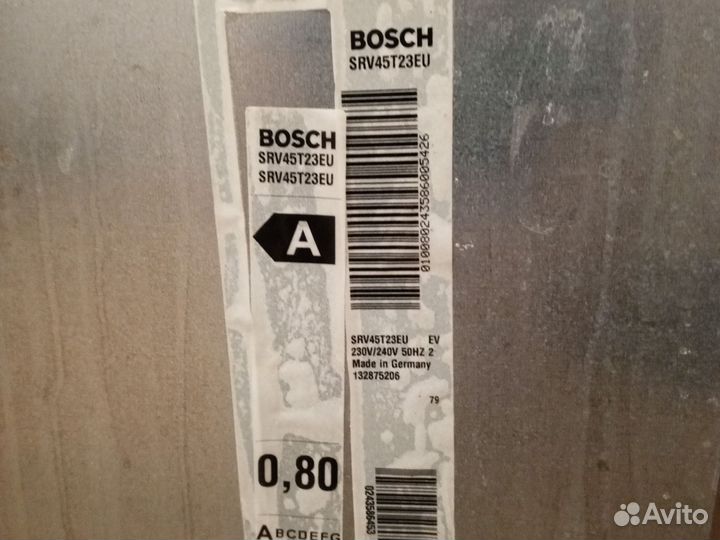 BOSCH
SRV45T23EU
010080243586005426
SRV45T23EU EV
230V/240V 50HZ 2
Made in Germany
132875206
79
BOSCH
SRV45T23EU
SRV45T23EU
A
0,80
ABCDEFG
Avito